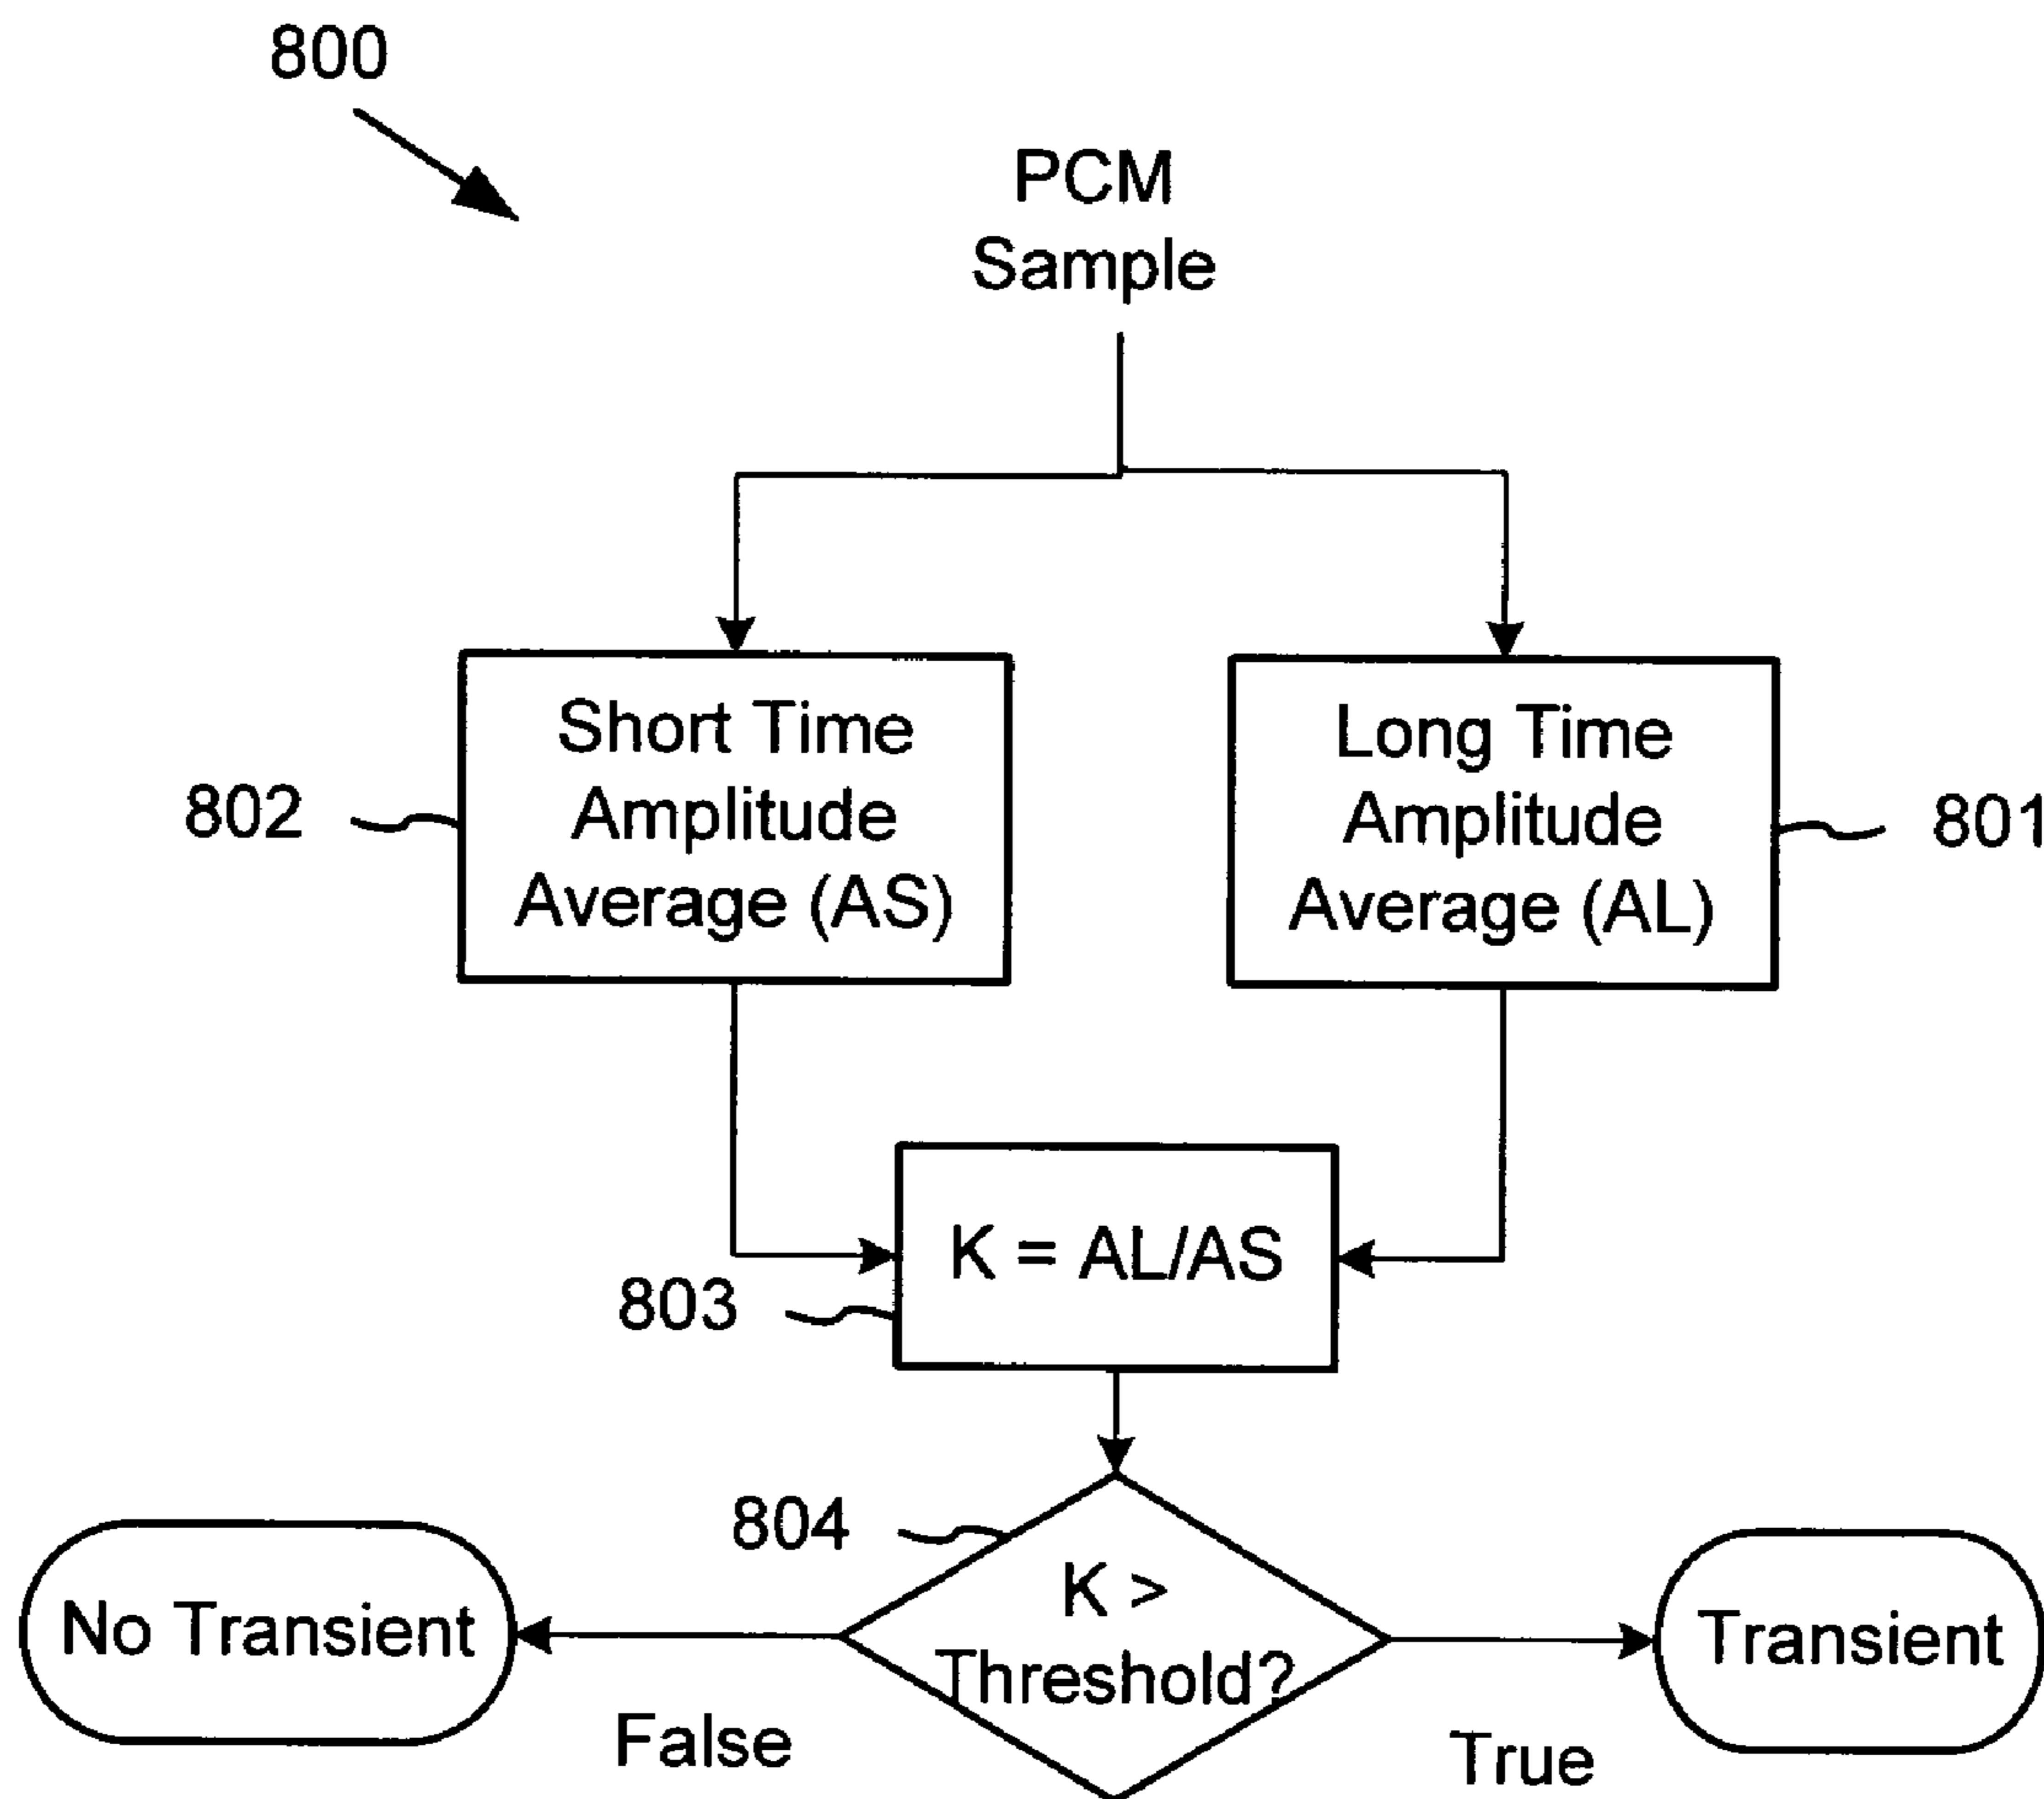 800
PCM
Sample
Short Time
Amplitude
Average (AS)
802
Long Time
Amplitude
Average (AL)
801
K = AL/AS
803
804
K >
Threshold?
No Transient
False
Transient
True